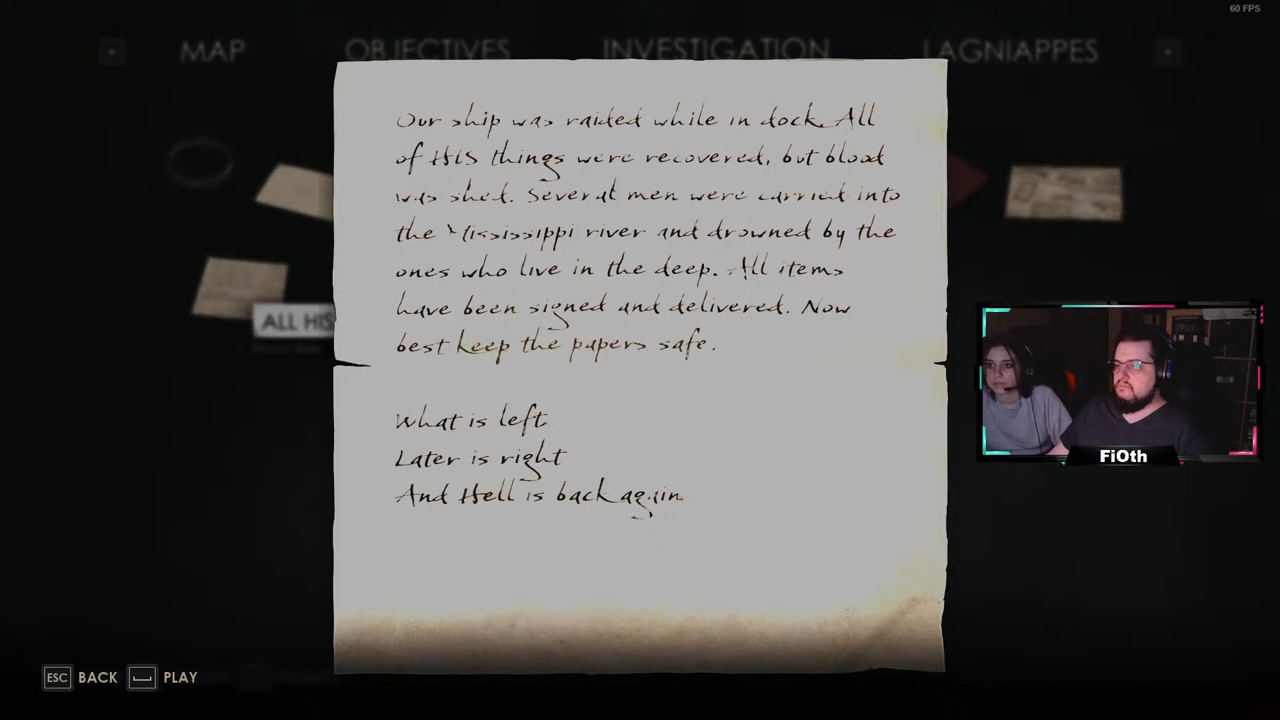 60 FPS
MAP OBJECTIVES INVESTIGATION LAGNIAPPES
Our ship was raided while in dock. All
of HIS things were recovered, but blood
was shed. Several men were carried into
the Mississippi river and drowned by the
ones who live in the deep. All items
have been signed and delivered. Now
best keep the papers safe.
What is left
Later is right
And Hell is back again
ALL HIS
FiOth
ESC BACK PLAY